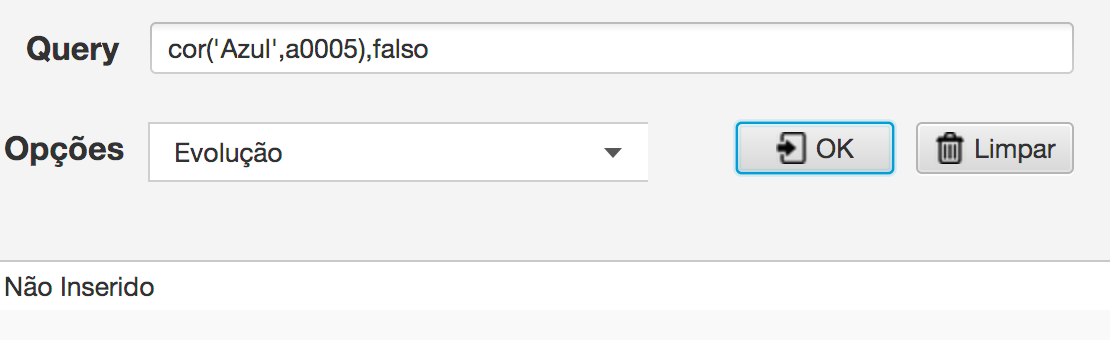 Query cor('Azul',a0005),falso
Opções Evolução OK Limpar
Não Inserido